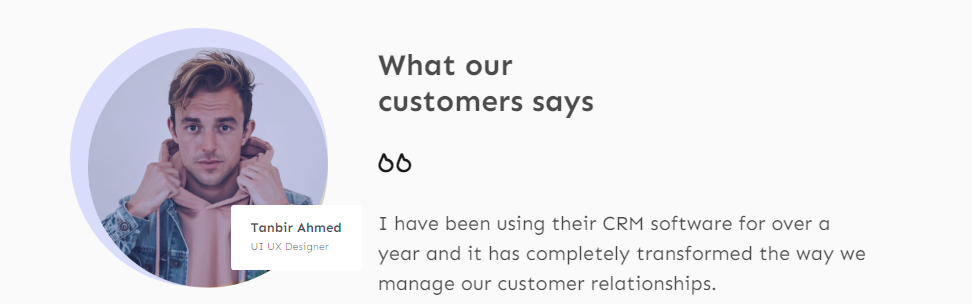 What our
customers says
Tanbir Ahmed
UI UX Designer
I have been using their CRM software for over a
year and it has completely transformed the way we
manage our customer relationships.